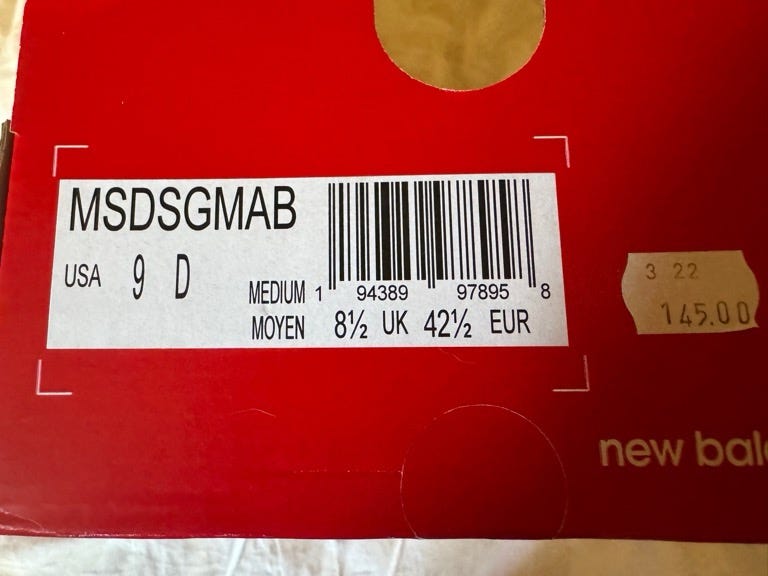 MSDSGMAB
USA 9 D
MEDIUM
MOYEN
1 94389 97895 8
8½ UK 42½ EUR
3 22
145.00
new bal